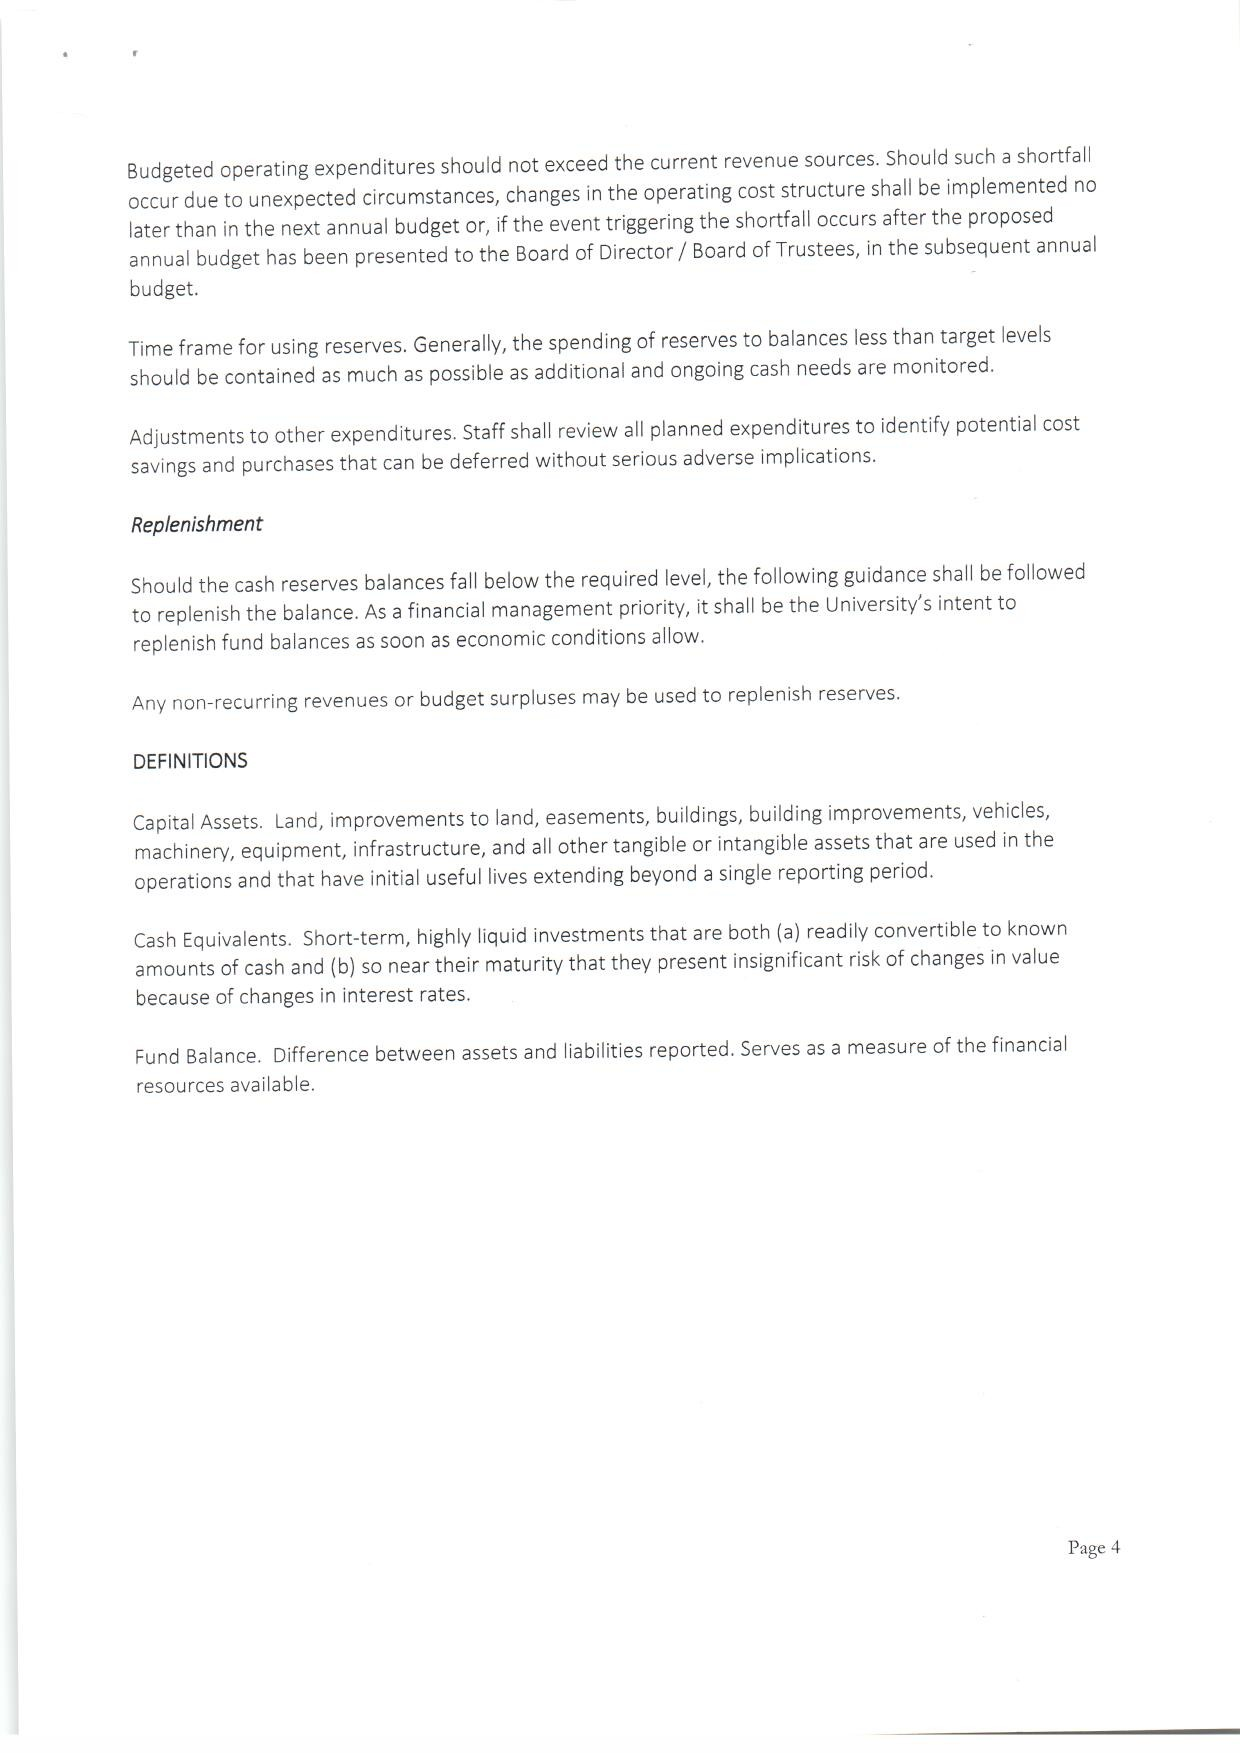 Budgeted operating expenditures should not exceed the current revenue sources. Should such a shortfall
occur due to unexpected circumstances, changes in the operating cost structure shall be implemented no
later than in the next annual budget or, if the event triggering the shortfall occurs after the proposed
annual budget has been presented to the Board of Director / Board of Trustees, in the subsequent annual
budget.
Time frame for using reserves. Generally, the spending of reserves to balances less than target levels
should be contained as much as possible as additional and ongoing cash needs are monitored.
Adjustments to other expenditures. Staff shall review all planned expenditures to identify potential cost
savings and purchases that can be deferred without serious adverse implications.
Replenishment
Should the cash reserves balances fall below the required level, the following guidance shall be followed
to replenish the balance. As a financial management priority, it shall be the University's intent to
replenish fund balances as soon as economic conditions allow.
Any non-recurring revenues or budget surpluses may be used to replenish reserves.
DEFINITIONS
Capital Assets. Land, improvements to land, easements, buildings, building improvements, vehicles,
machinery, equipment, infrastructure, and all other tangible or intangible assets that are used in the
operations and that have initial useful lives extending beyond a single reporting period.
Cash Equivalents. Short-term, highly liquid investments that are both (a) readily convertible to known
amounts of cash and (b) so near their maturity that they present insignificant risk of changes in value
because of changes in interest rates.
Fund Balance. Difference between assets and liabilities reported. Serves as a measure of the financial
resources available.
Page 4